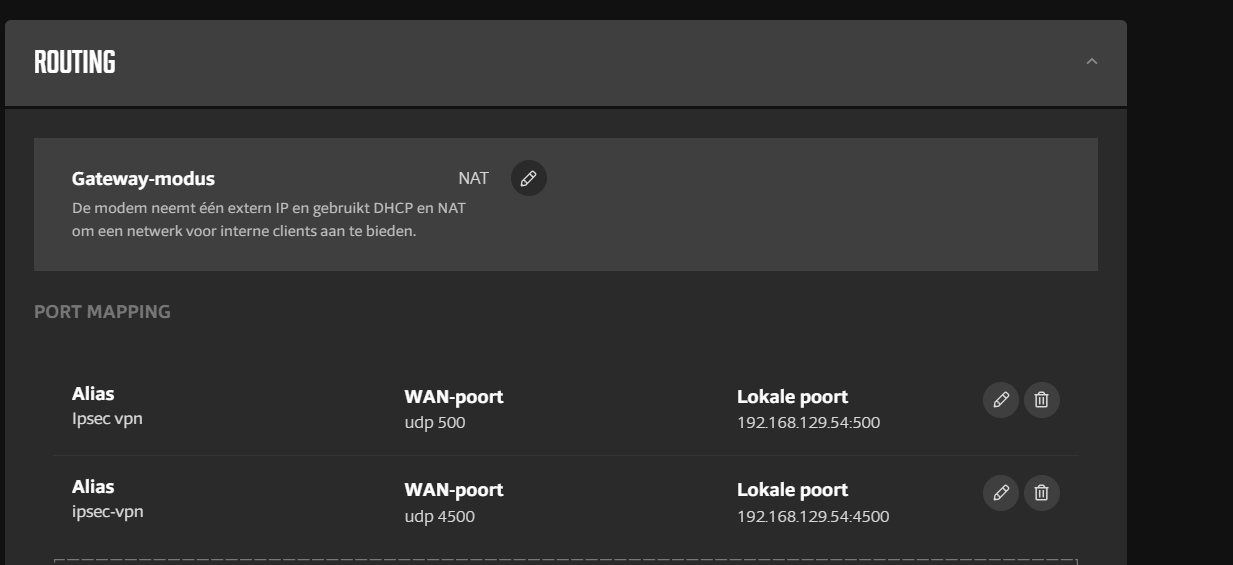 ROUTING
Gateway-modus
NAT
De modem neemt één extern IP en gebruikt DHCP en NAT
om een netwerk voor interne clients aan te bieden.
PORT MAPPING
Alias
Ipsec vpn
WAN-poort
udp 500
Lokale poort
192.168.129.54:500
Alias
ipsec-vpn
WAN-poort
udp 4500
Lokale poort
192.168.129.54:4500